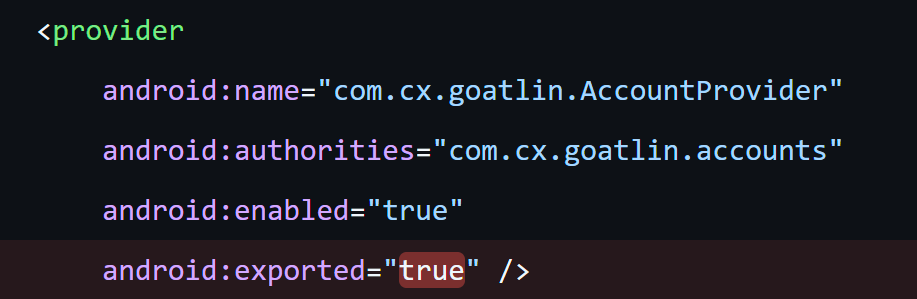 <provider
android:name="com.cx.goatlin.AccountProvider"
android:authorities="com.cx.goatlin.accounts"
android:enabled="true"
android:exported="true" />